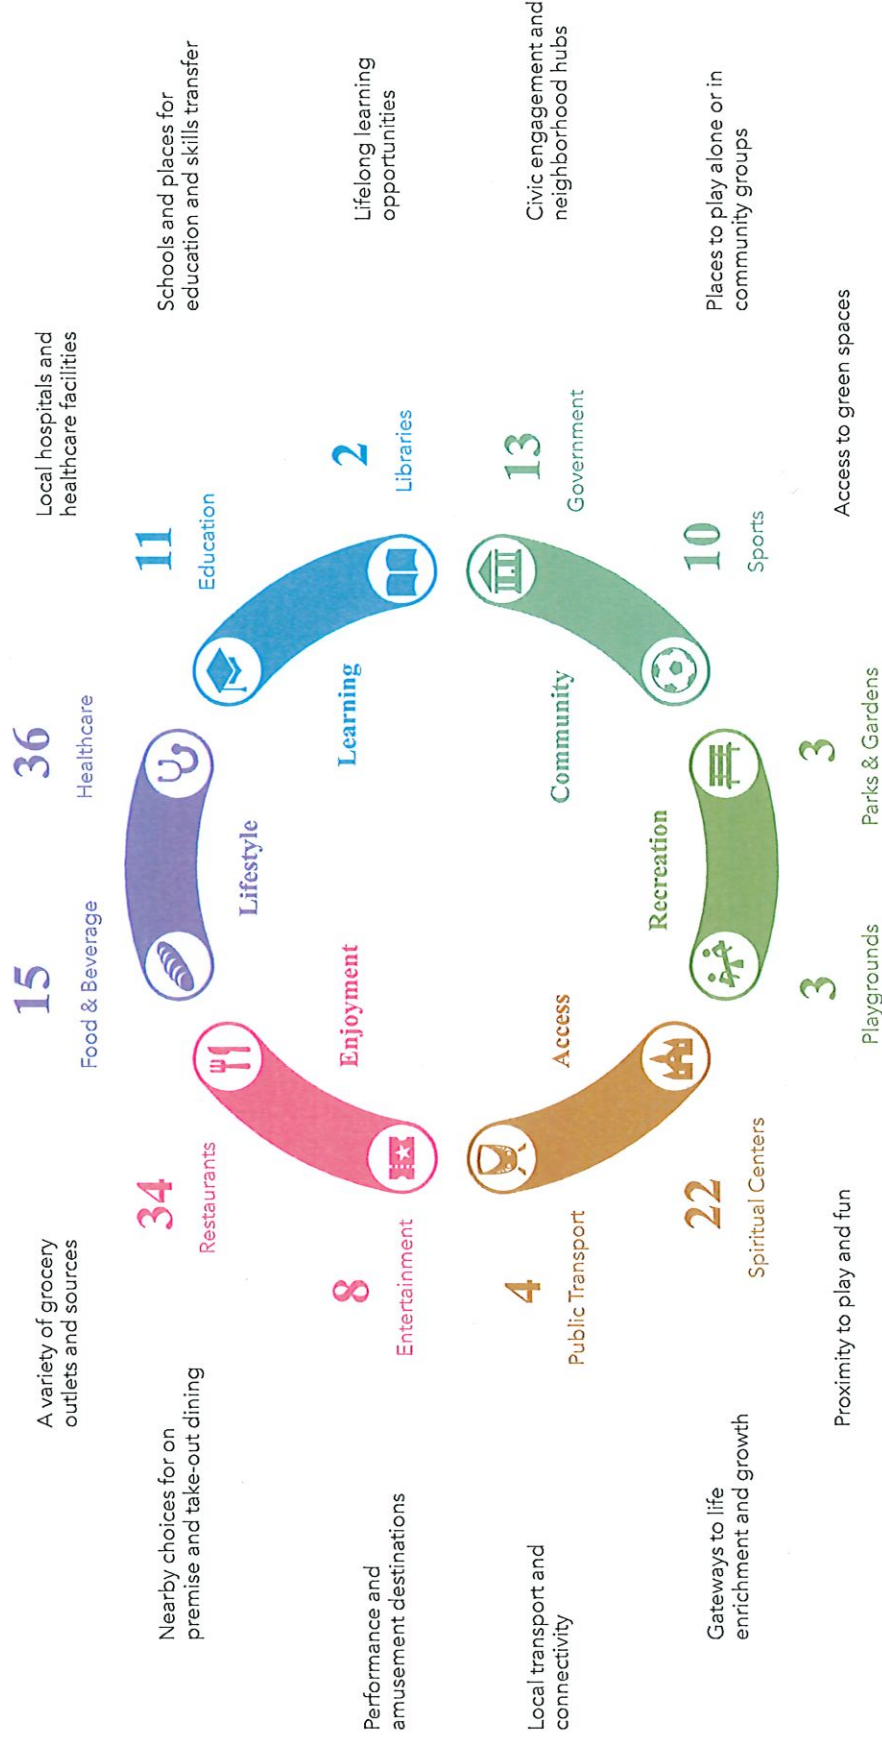 A variety of grocery
outlets and sources
15
Food & Beverage
36
Healthcare
Local hospitals and
healthcare facilities
Nearby choices for on
premise and take-out dining
34
Restaurants
11
Education
Schools and places for
education and skills transfer
Lifestyle
Enjoyment
Learning
Performance and
amusement destinations
8
Entertainment
2
Libraries
Lifelong learning
opportunities
Local transport and
connectivity
4
Public Transport
13
Government
Civic engagement and
neighborhood hubs
Access
Community
Recreation
Gateways to life
enrichment and growth
22
Spiritual Centers
10
Sports
Places to play alone or in
community groups
Proximity to play and fun
3
Playgrounds
3
Parks & Gardens
Access to green spaces